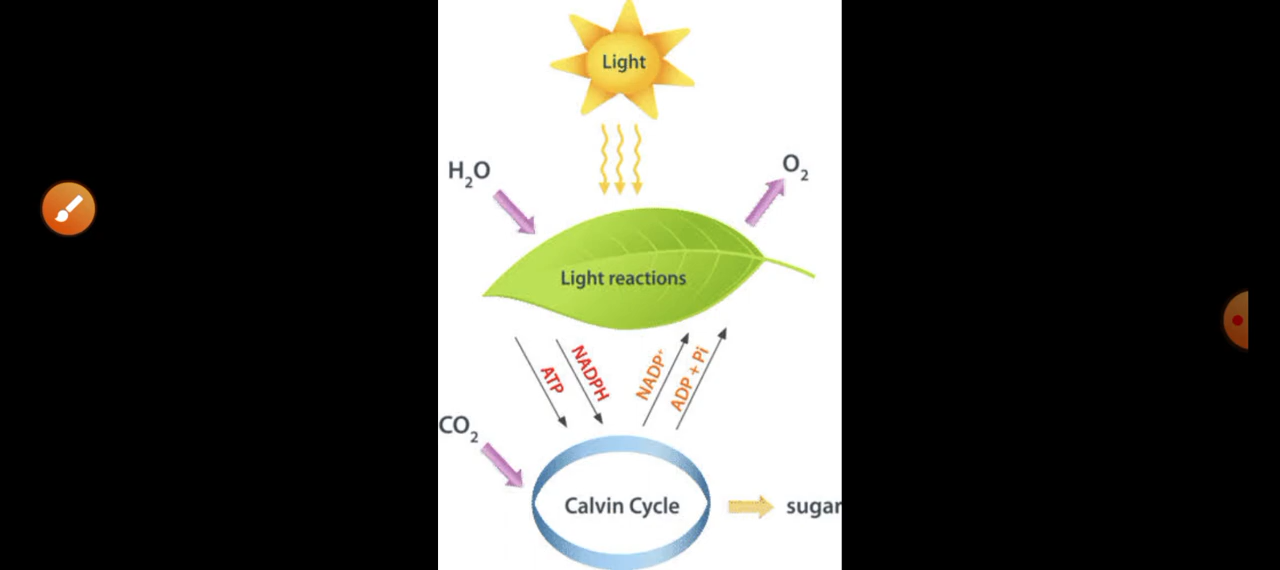 Light
H₂O
O₂
Light reactions
ATP
NADPH
NADP⁺
ADP + Pi
CO₂
Calvin Cycle
sugar